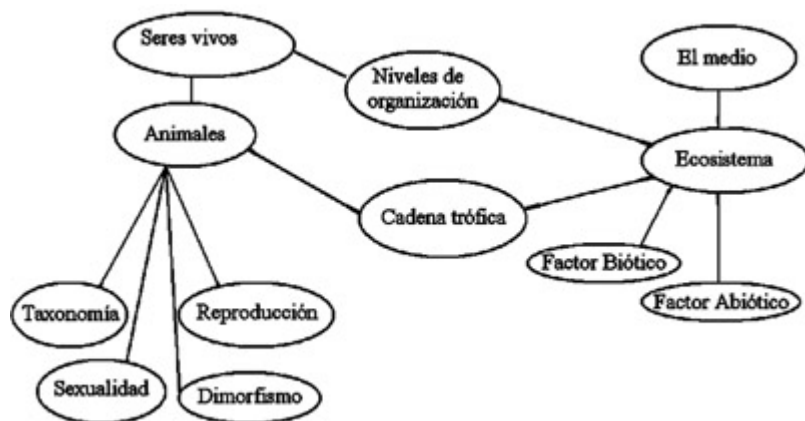 Seres vivos
Niveles de
organización
El medio
Animales
Ecosistema
Cadena trófica
Factor Biótico
Factor Abiótico
Taxonomía
Reproducción
Sexualidad
Dimorfismo